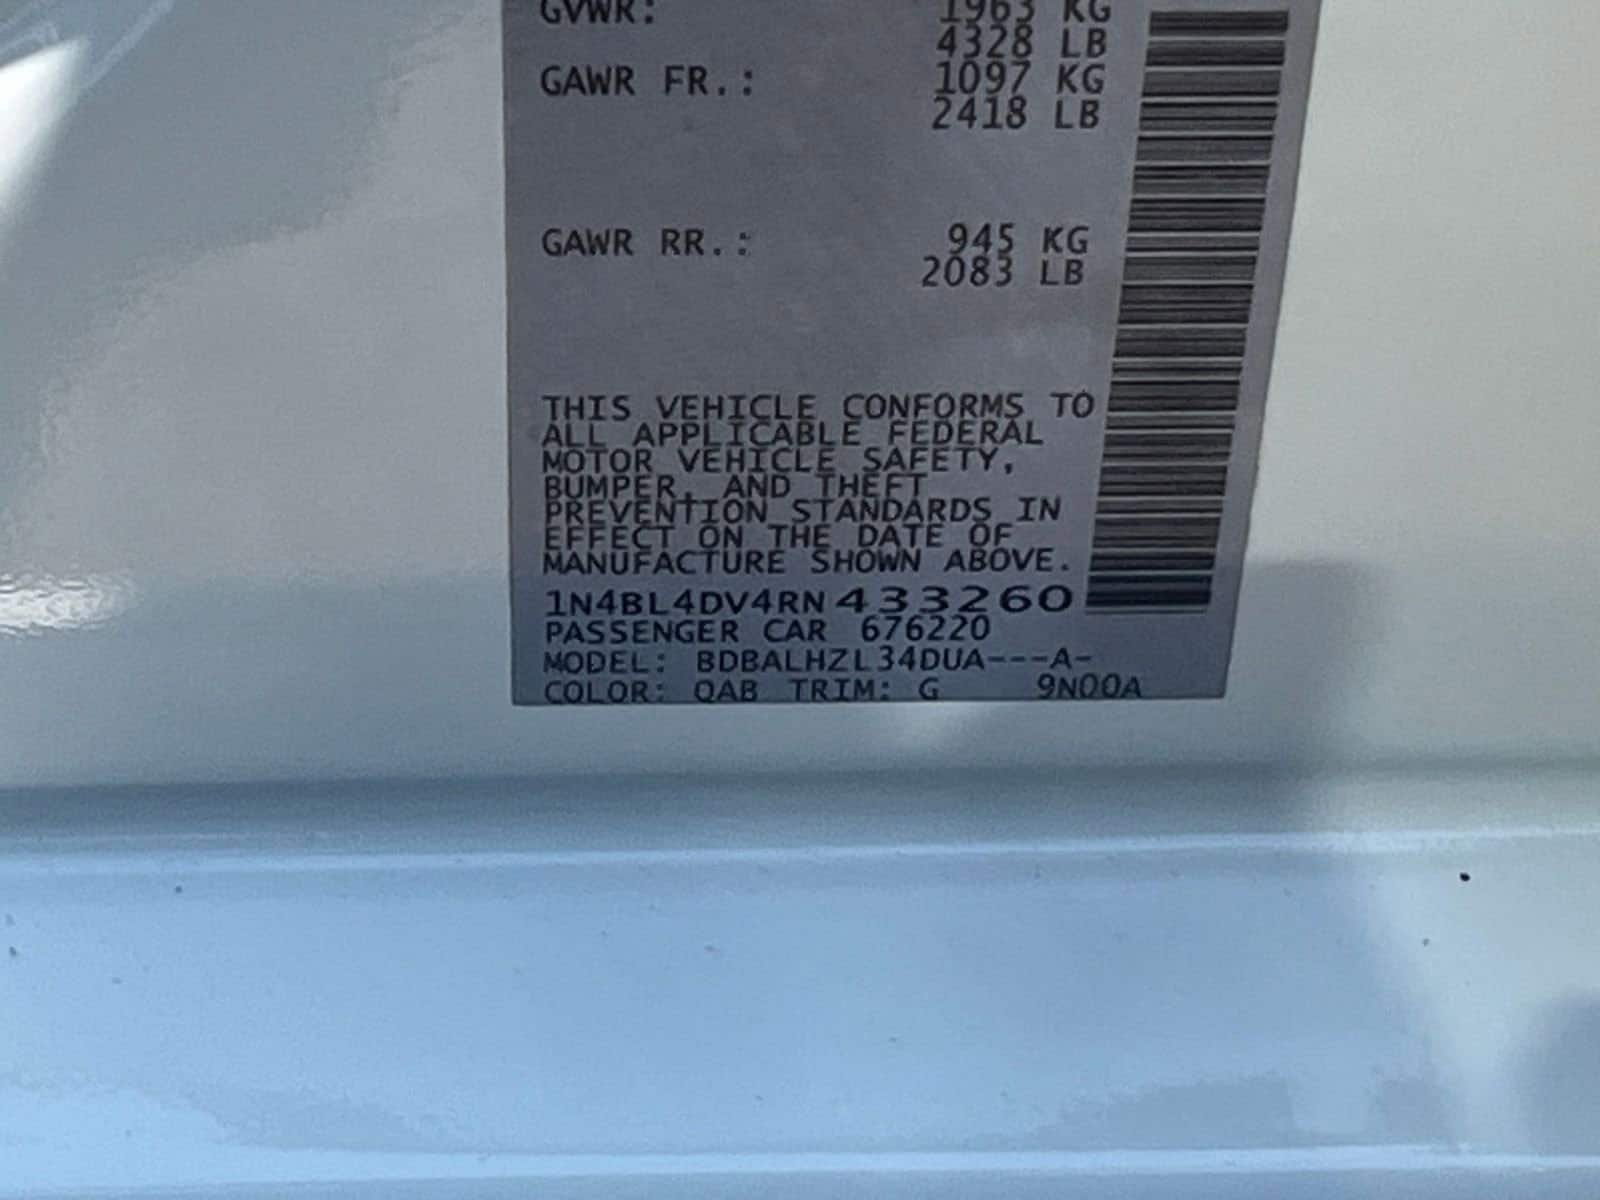 GVWR: 1963 KG
4328 LB
GAWR FR.: 1097 KG
2418 LB
GAWR RR.: 945 KG
2083 LB
THIS VEHICLE CONFORMS TO
ALL APPLICABLE FEDERAL
MOTOR VEHICLE SAFETY,
BUMPER, AND THEFT
PREVENTION STANDARDS IN
EFFECT ON THE DATE OF
MANUFACTURE SHOWN ABOVE.
1N4BL4DV4RN433260
PASSENGER CAR 676220
MODEL: BDBALHZL34DUA---A-
COLOR: QAB TRIM: G 9N00A